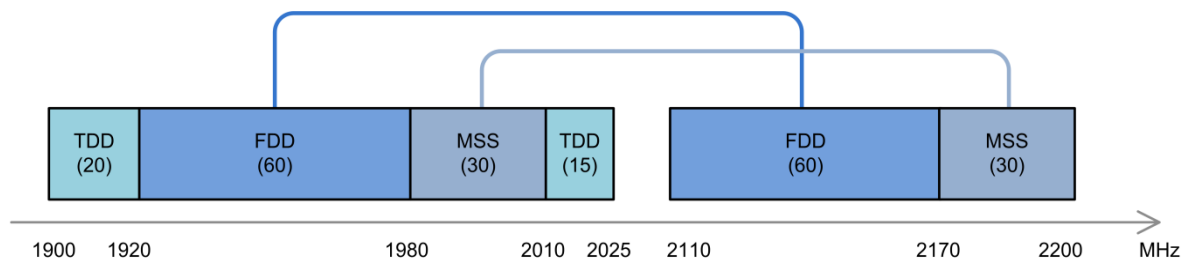 TDD
(20)
FDD
(60)
MSS
(30)
TDD
(15)
FDD
(60)
MSS
(30)
1900 1920 1980 2010 2025 2110 2170 2200 MHz